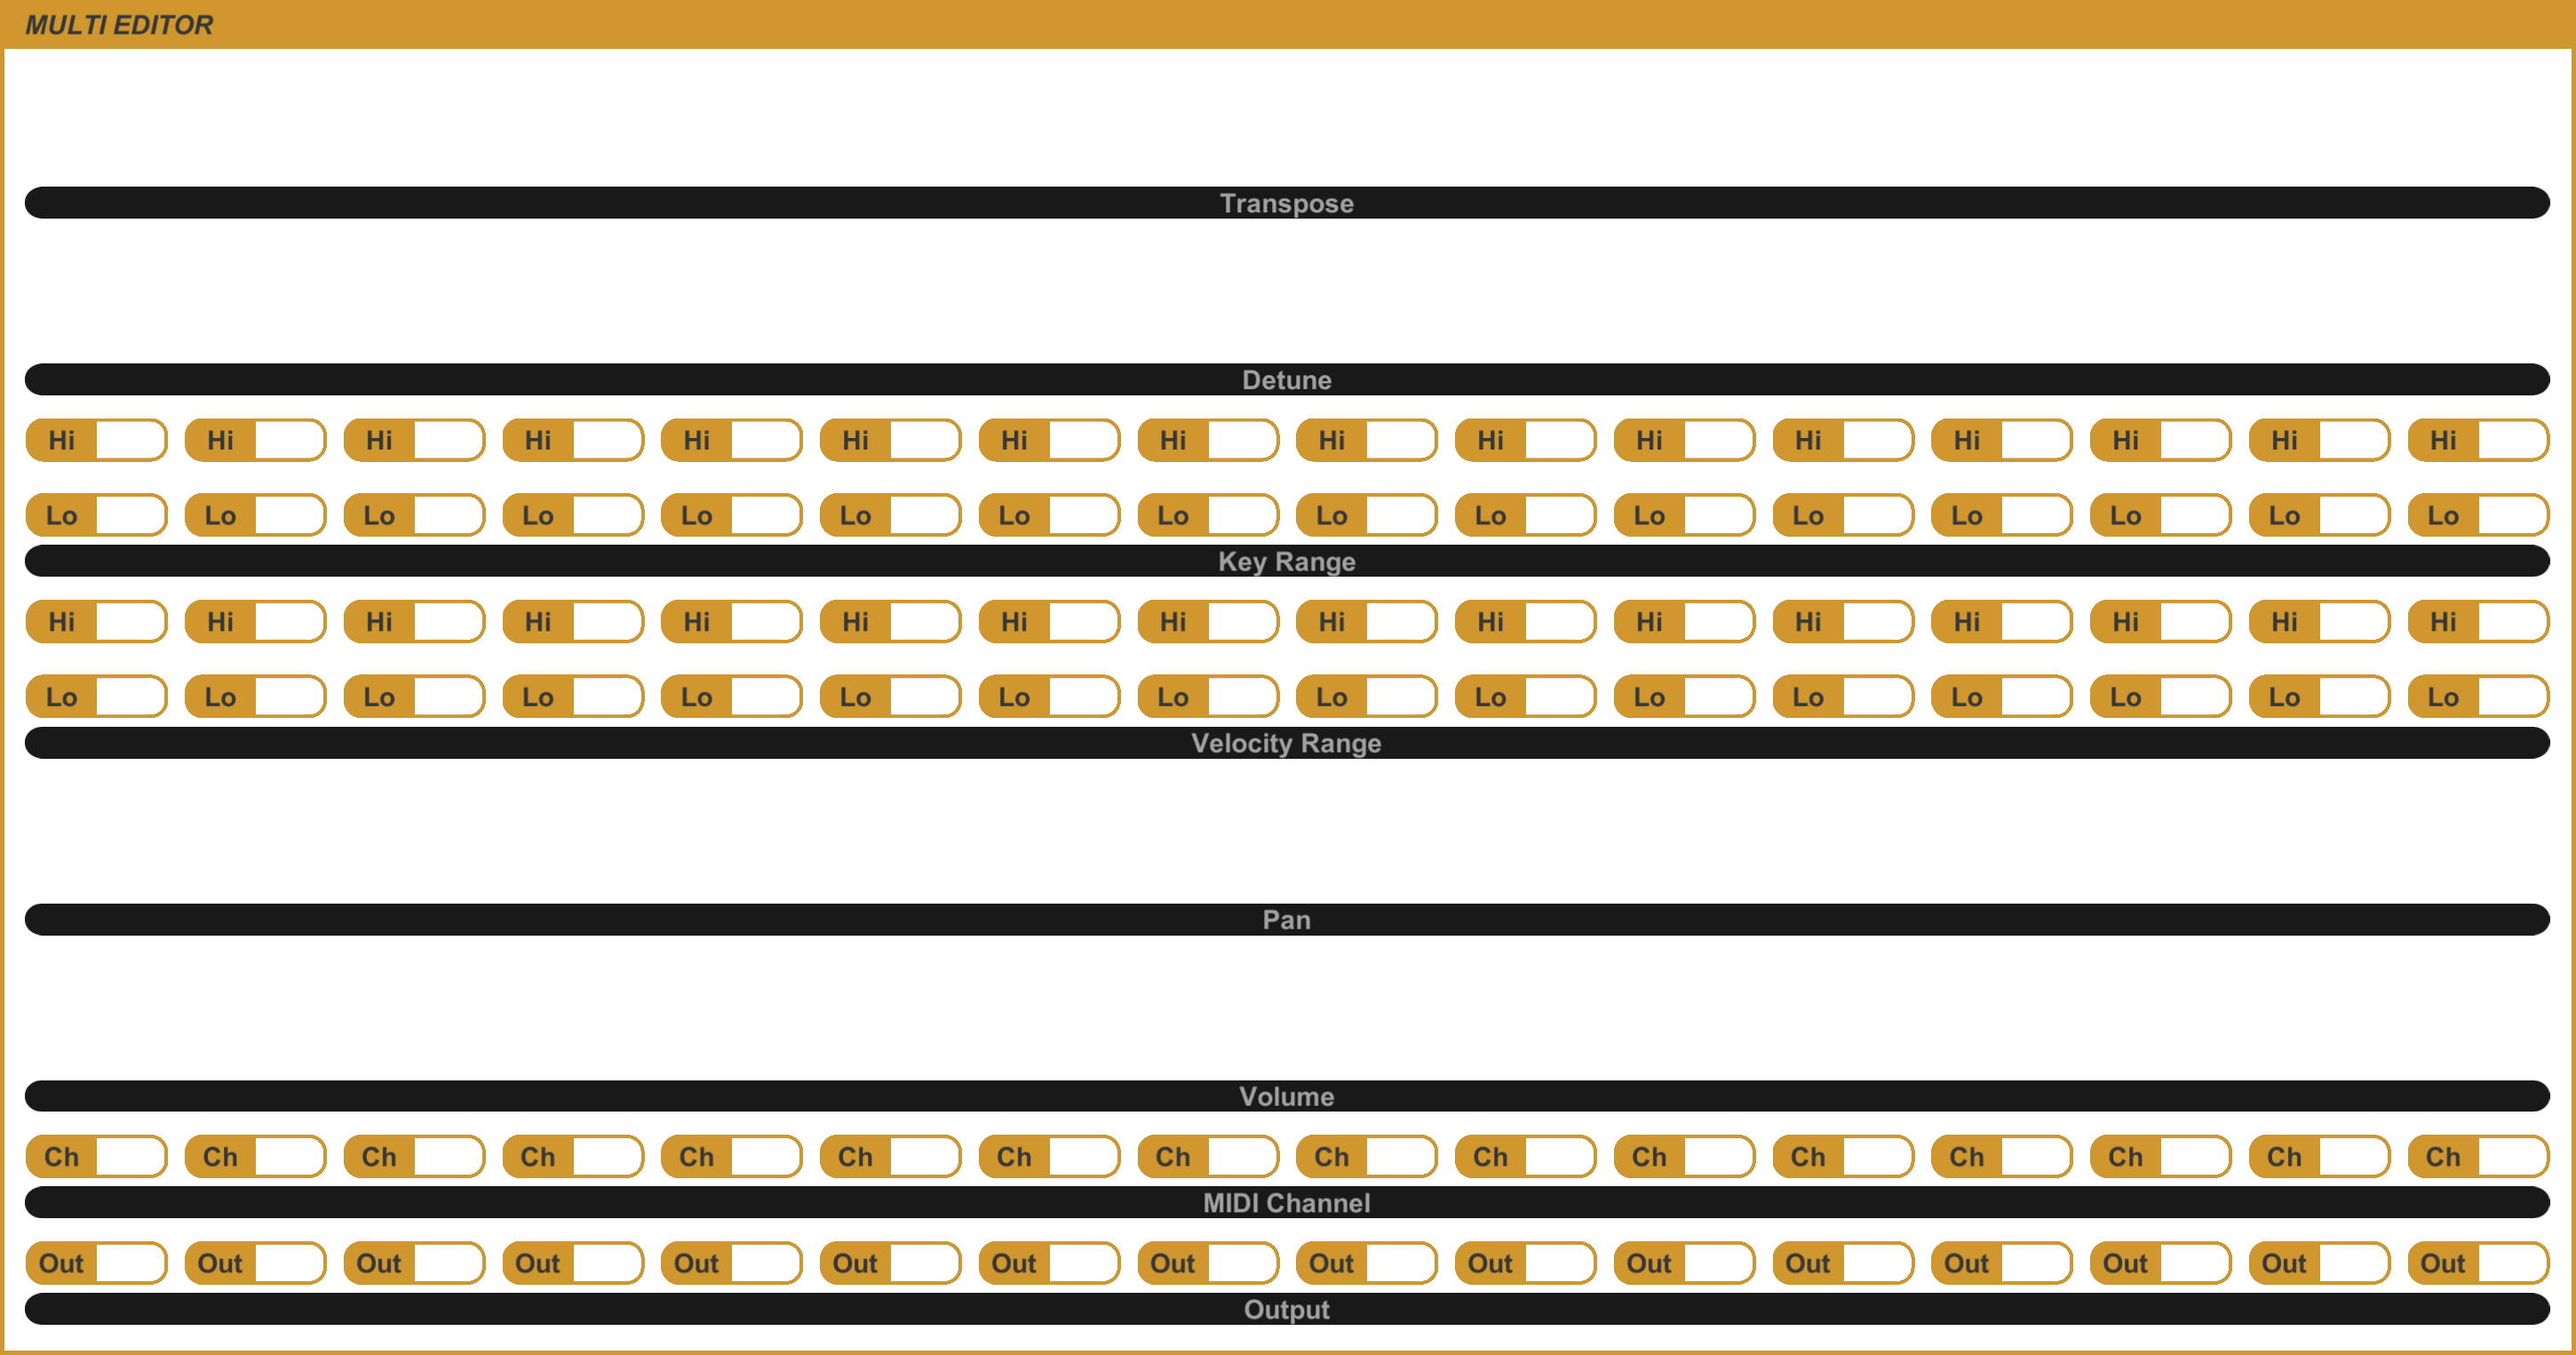 MULTI EDITOR
Transpose
Detune
Hi Hi Hi Hi Hi Hi Hi Hi Hi Hi Hi Hi Hi Hi Hi Hi
Lo Lo Lo Lo Lo Lo Lo Lo Lo Lo Lo Lo Lo Lo Lo Lo
Key Range
Hi Hi Hi Hi Hi Hi Hi Hi Hi Hi Hi Hi Hi Hi Hi Hi
Lo Lo Lo Lo Lo Lo Lo Lo Lo Lo Lo Lo Lo Lo Lo Lo
Velocity Range
Pan
Volume
Ch Ch Ch Ch Ch Ch Ch Ch Ch Ch Ch Ch Ch Ch Ch Ch
MIDI Channel
Out Out Out Out Out Out Out Out Out Out Out Out Out Out Out Out
Output